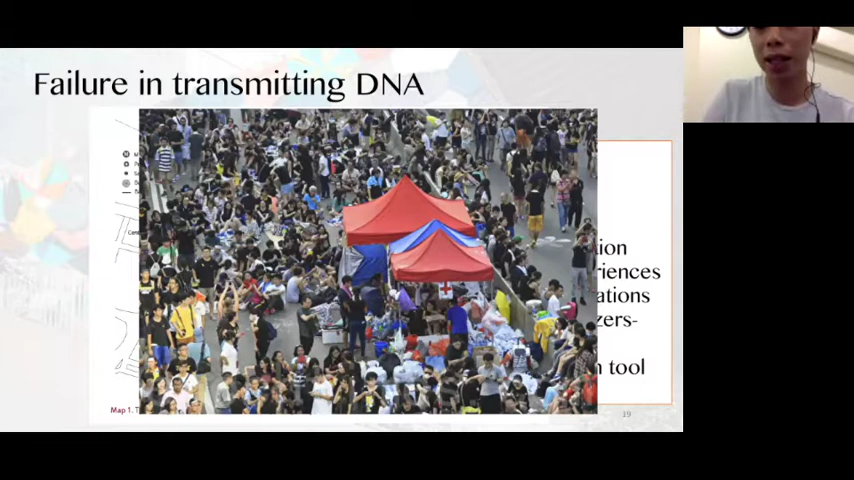 Failure in transmitting DNA
ion
riences
ations
zers-
n tool
Map 1. T
19